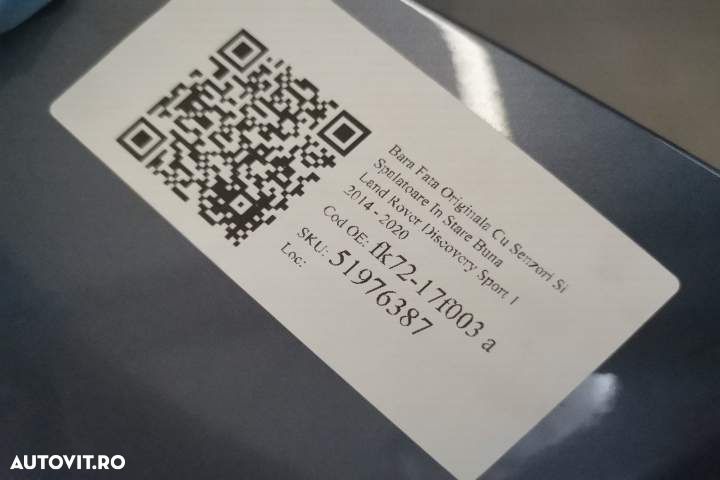 Bara Fata Originala Cu Senzori Si
Spalatoare In Stare Buna
Land Rover Discovery Sport 1
2014 - 2020
Cod OE: fk72-17f003 a
SKU: 51976387
Loc:
AUTOVIT.RO